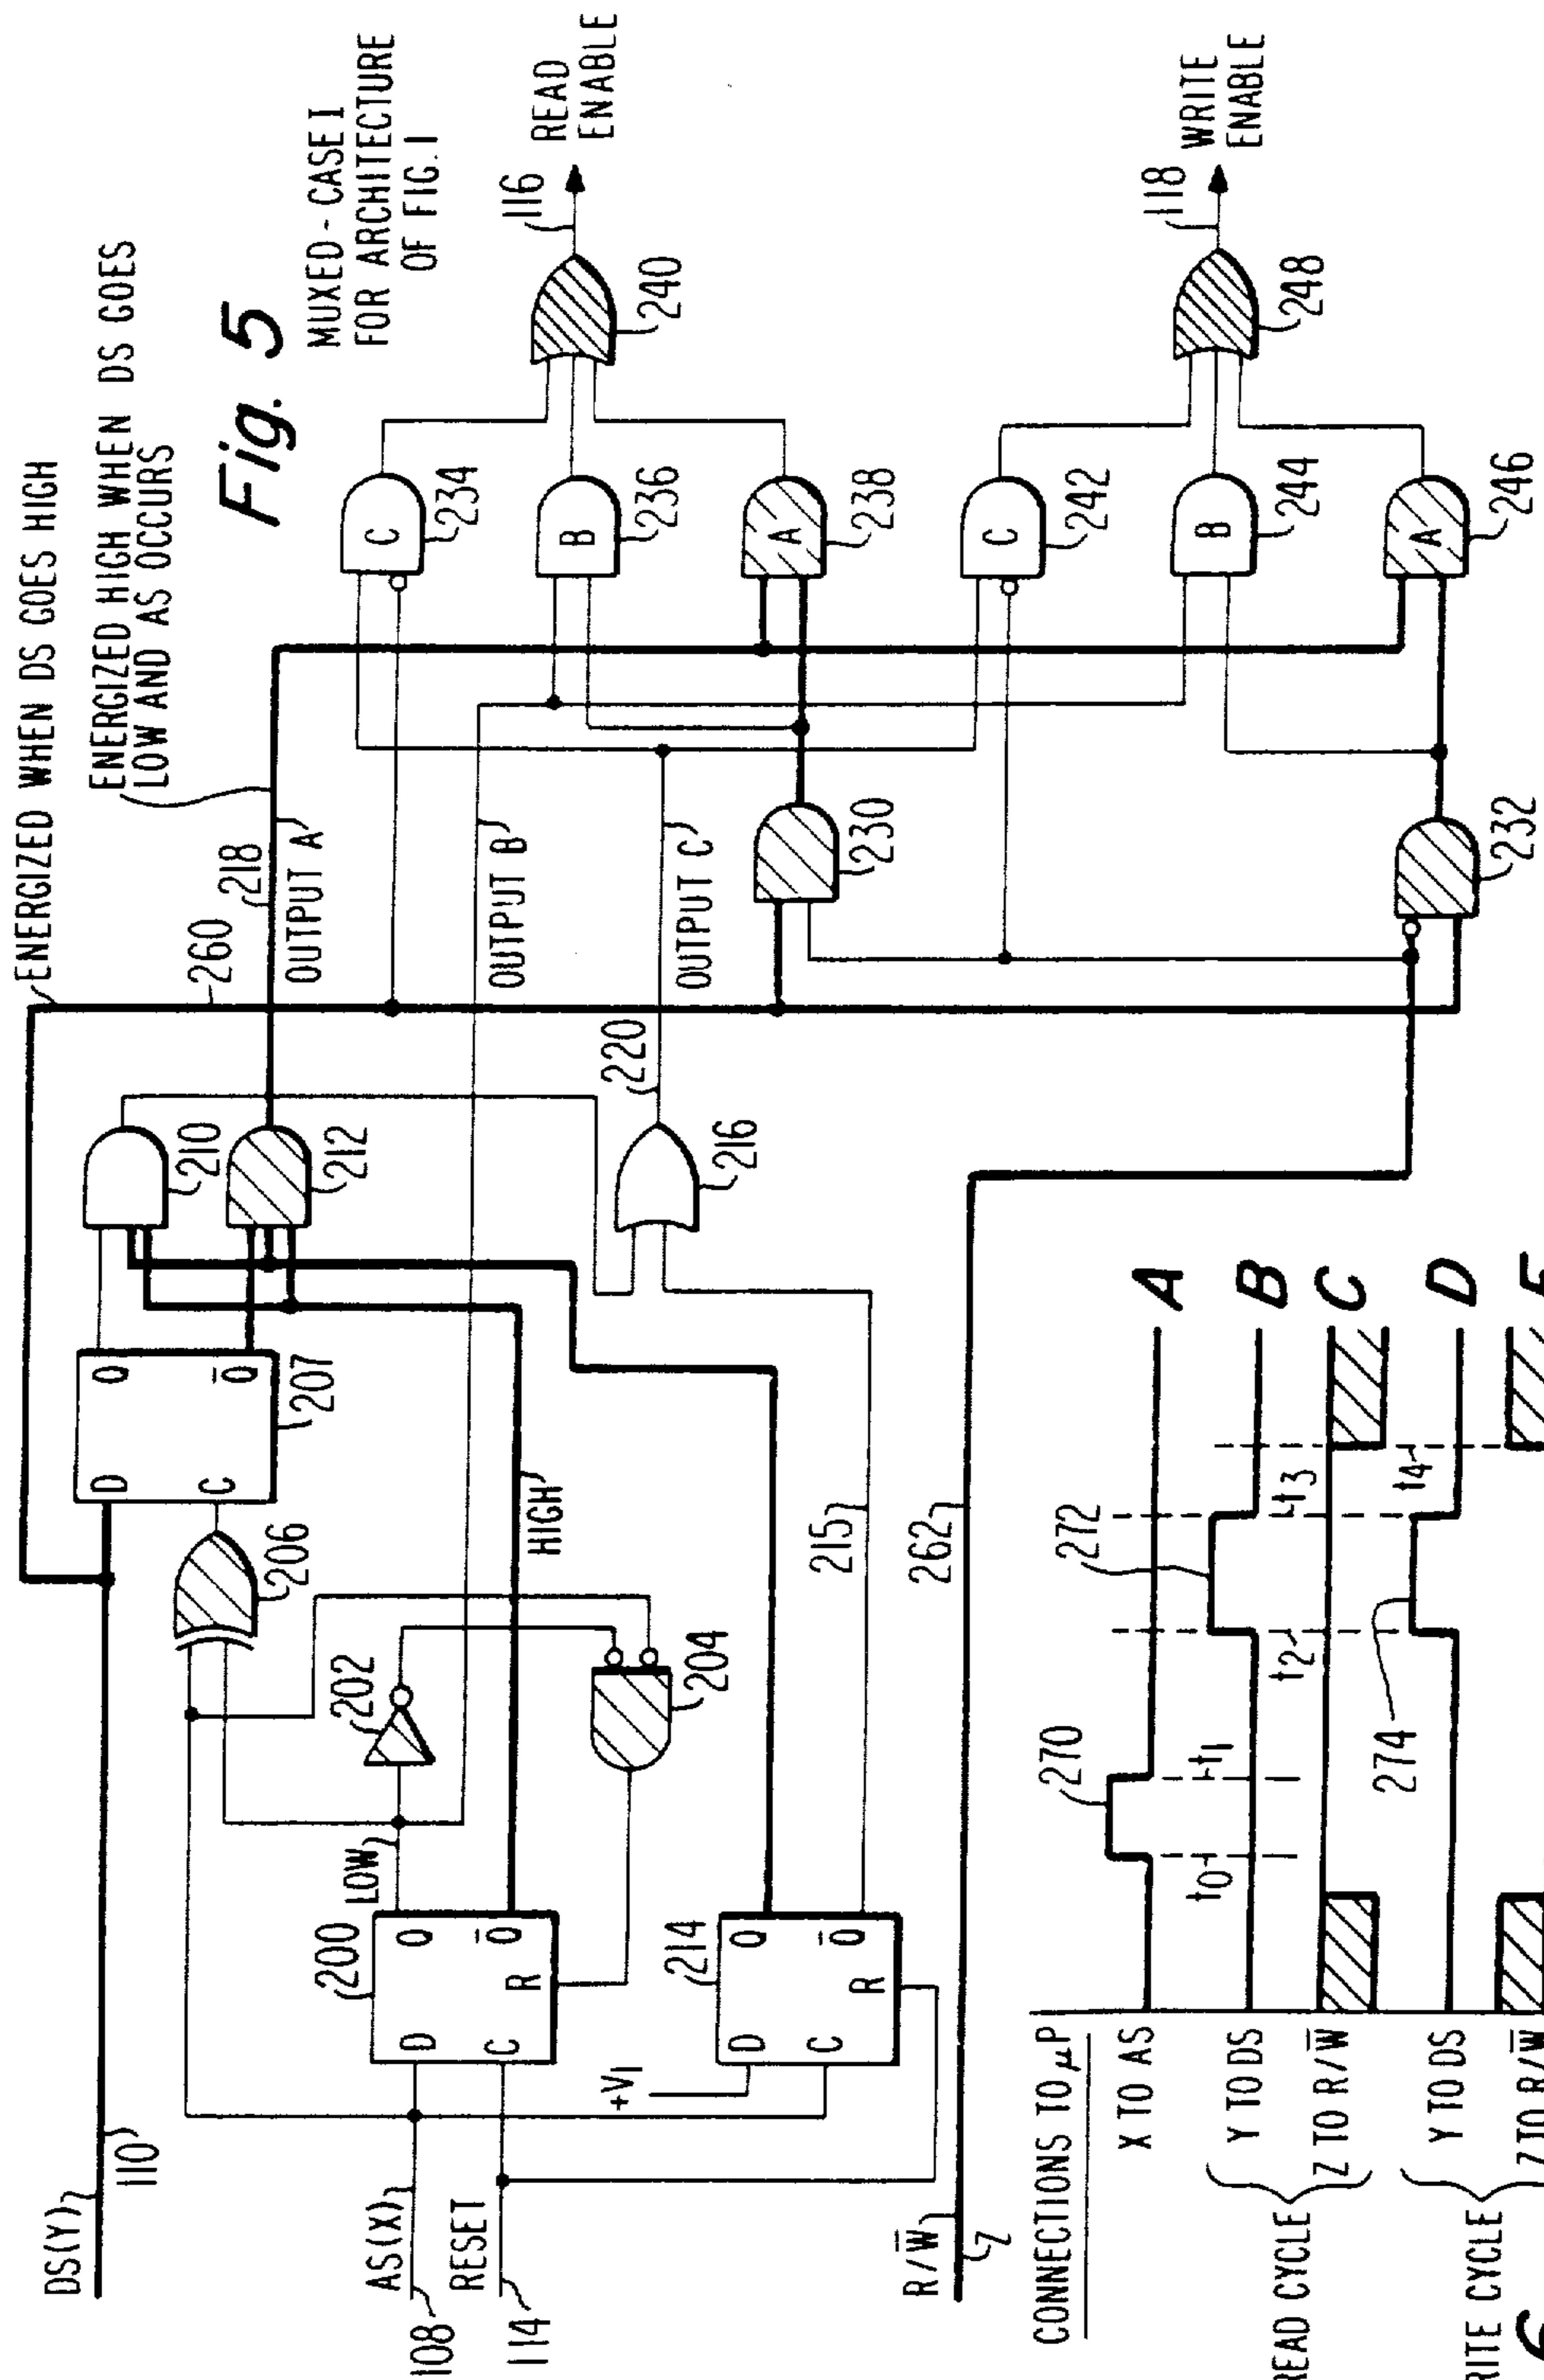 ENERGIZED WHEN DS GOES HIGH
ENERGIZED HIGH WHEN DS GOES
LOW AND AS OCCURS
Fig. 5
MUXED-CASE I
FOR ARCHITECTURE
OF FIG. 1
DS(Y)
110
260
218
OUTPUT A
D
Q
C
Q̅
207
206
210
212
AS(X)
108
RESET
114
200
D
Q
C
Q̅
R
LOW
HIGH
202
204
OUTPUT B
+V1
214
D
Q
C
Q̅
R
215
216
220
OUTPUT C
R/W̅
Z
262
230
232
C
234
B
236
A
238
240
116
READ
ENABLE
C
242
B
244
A
246
248
118
WRITE
ENABLE
CONNECTIONS TO µP
X TO AS
270
A
t0
t1
READ CYCLE
Y TO DS
272
B
Z TO R/W̅
t2
t3
C
RITE CYCLE
Y TO DS
274
t4
D
Z TO R/W̅